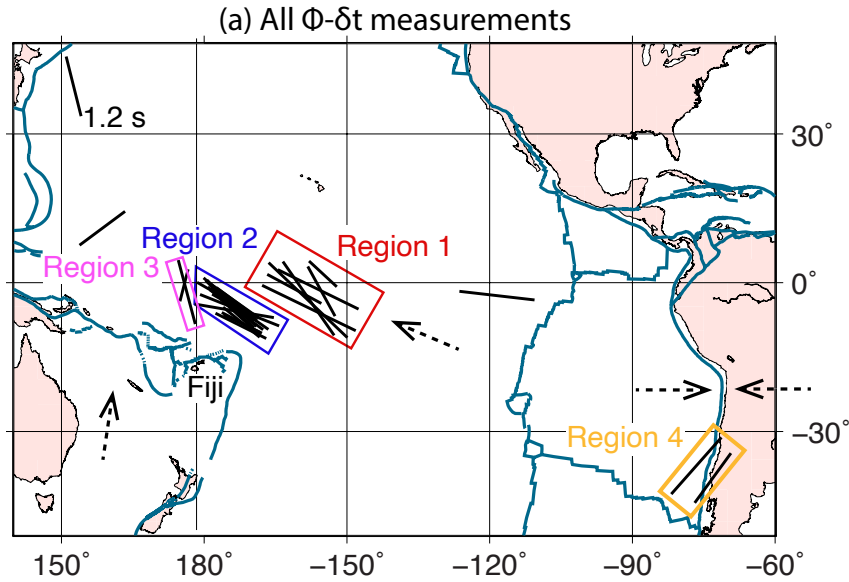 (a) All Φ-δt measurements
1.2 s
30°
Region 2
Region 1
Region 3
0°
Fiji
Region 4
−30°
150°
180°
−150°
−120°
−90°
−60°